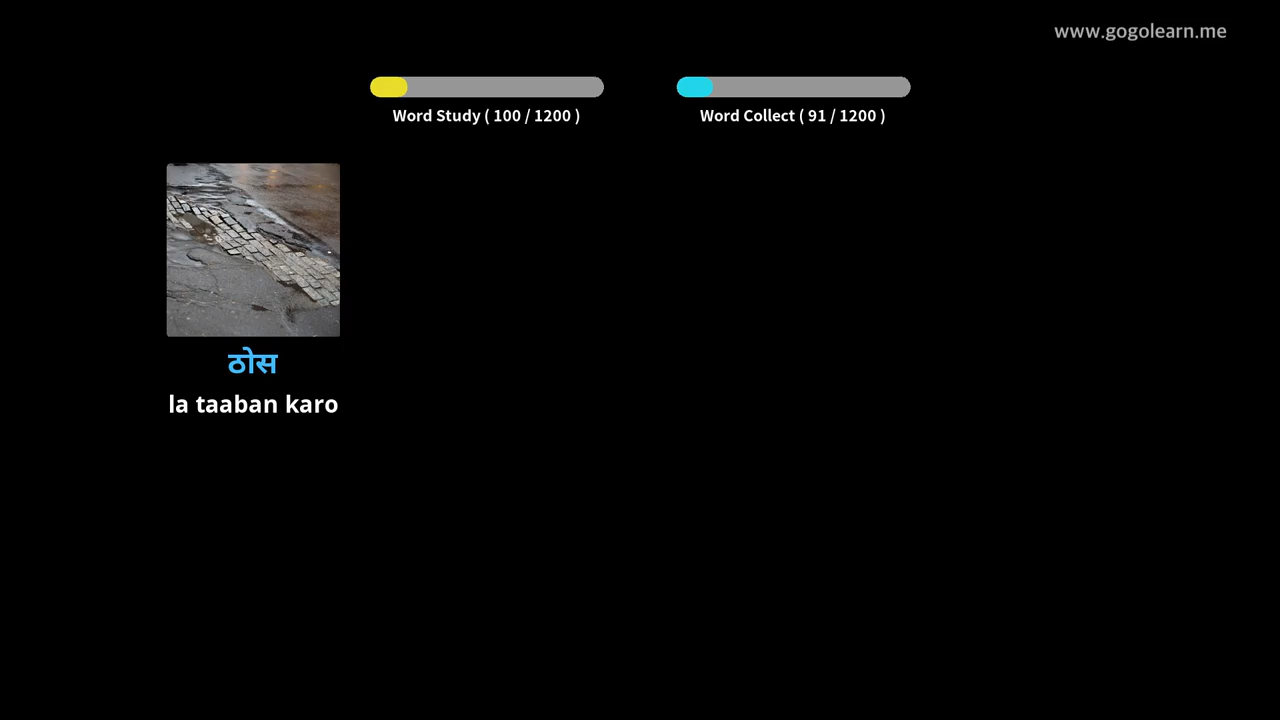 www.gogolearn.me
Word Study ( 100 / 1200 )
Word Collect ( 91 / 1200 )
ठोस
la taaban karo